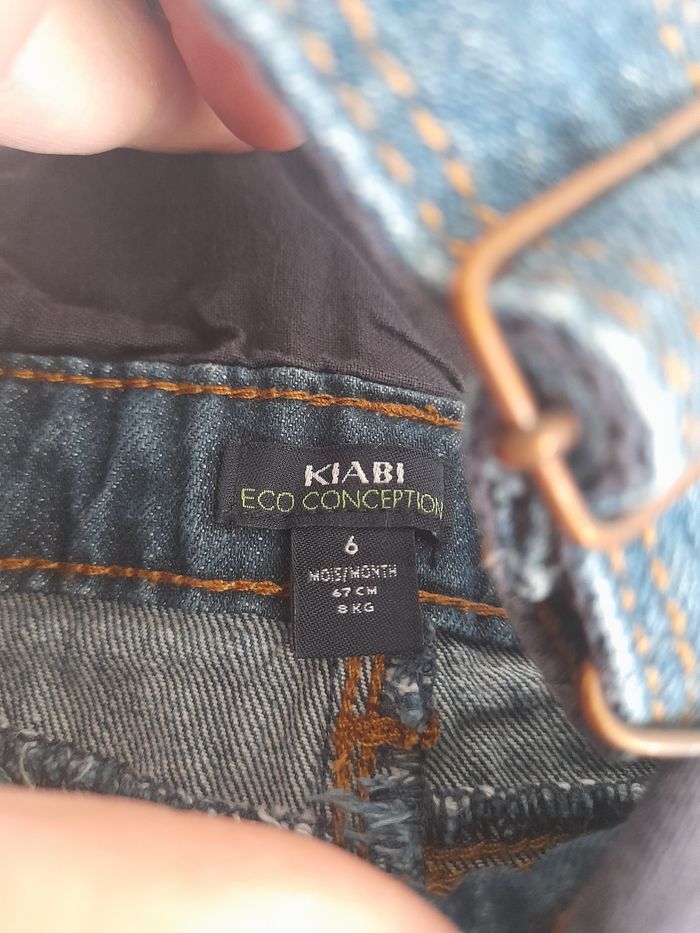 KIABI
ECO CONCEPTION
6
MOIS/MONTH
67 CM
8 KG